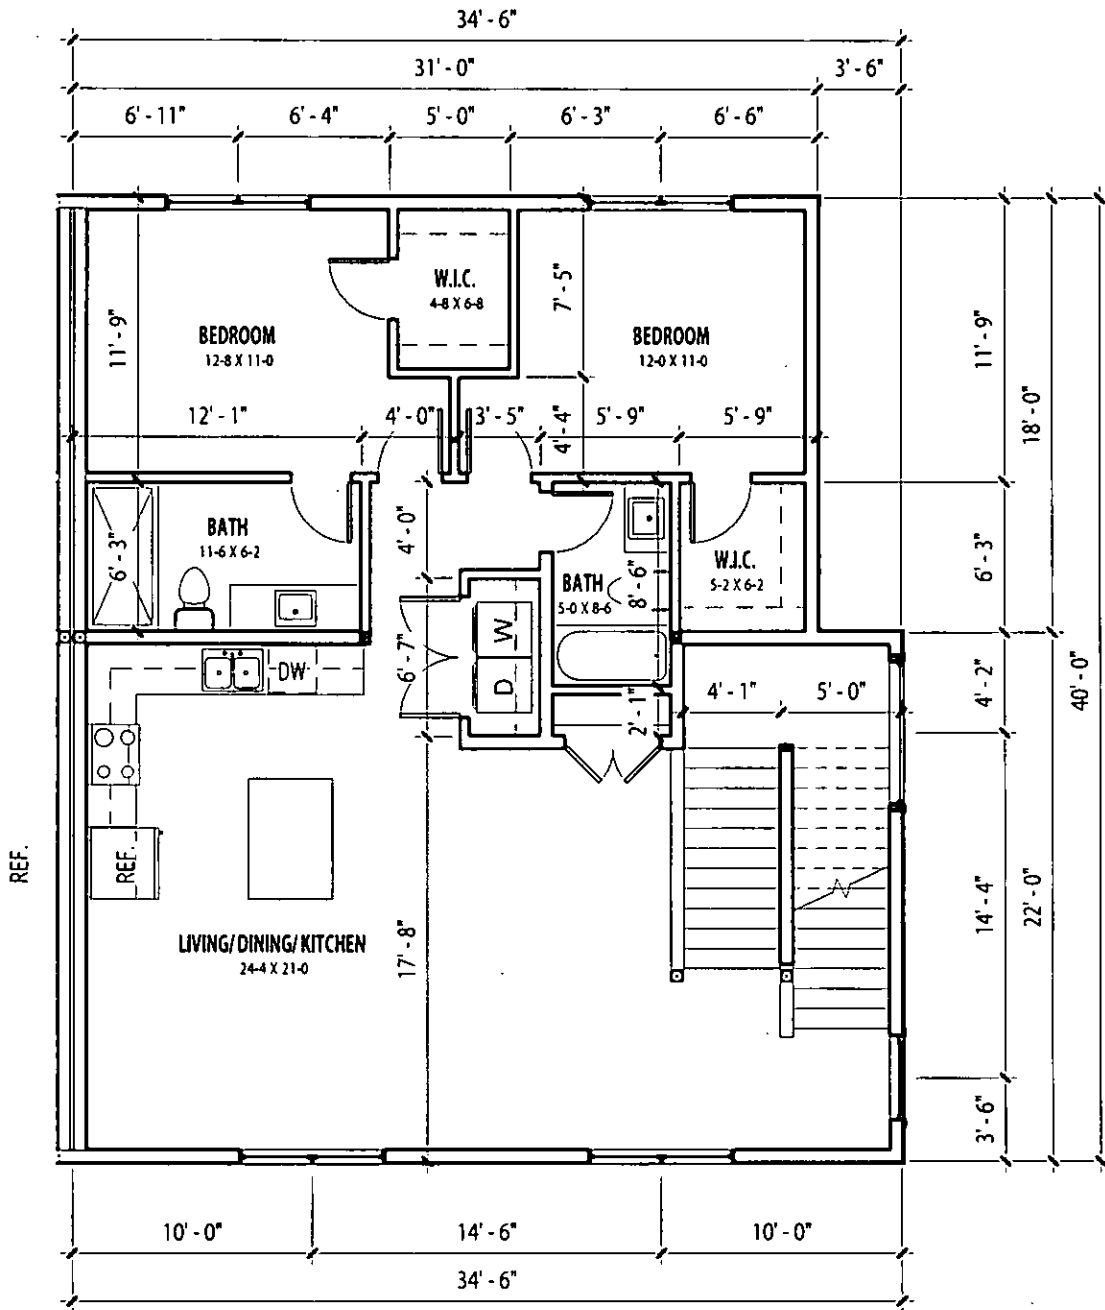 34' - 6"
31' - 0"
3' - 6"
6' - 11"
6' - 4"
5' - 0"
6' - 3"
6' - 6"
W.I.C.
4-8 X 6-8
7' - 5"
11' - 9"
BEDROOM
12-8 X 11-0
BEDROOM
12-0 X 11-0
11' - 9"
18' - 0"
12' - 1"
4' - 0"
3' - 5"
4' - 4"
5' - 9"
5' - 9"
BATH
11-6 X 6-2
6' - 3"
4' - 0"
BATH
5-0 X 8-6
8' - 6"
W.I.C.
5-2 X 6-2
6' - 3"
40' - 0"
DW
6' - 7"
W
D
2' - 1"
4' - 1"
5' - 0"
4' - 2"
REF.
REF.
LIVING/ DINING/ KITCHEN
24-4 X 21-0
17' - 8"
14' - 4"
22' - 0"
3' - 6"
10' - 0"
14' - 6"
10' - 0"
34' - 6"